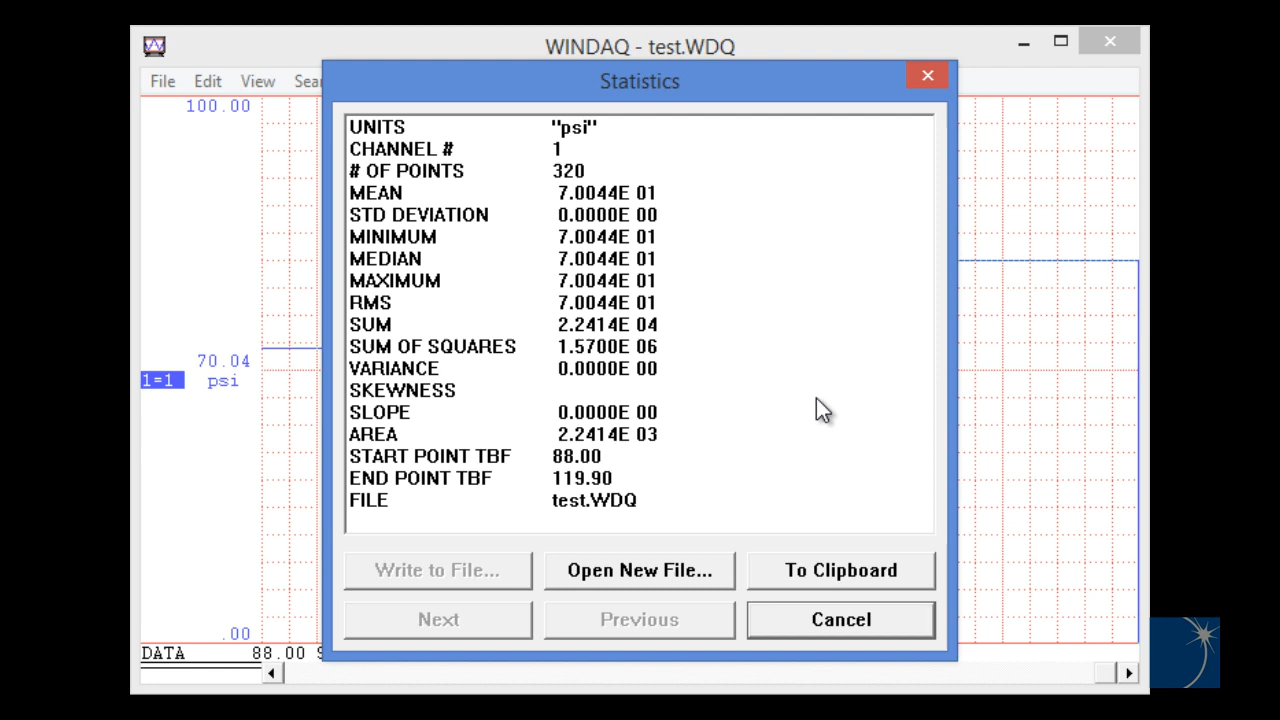 WINDAQ - test.WDQ
File Edit View
Statistics
100.00
UNITS "psi"
CHANNEL # 1
# OF POINTS 320
MEAN 7.0044E 01
STD DEVIATION 0.0000E 00
MINIMUM 7.0044E 01
MEDIAN 7.0044E 01
MAXIMUM 7.0044E 01
RMS 7.0044E 01
SUM 2.2414E 04
SUM OF SQUARES 1.5700E 06
VARIANCE 0.0000E 00
SKEWNESS
SLOPE 0.0000E 00
AREA 2.2414E 03
START POINT TBF 88.00
END POINT TBF 119.90
FILE test.WDQ
70.04
1=1 psi
.00
DATA 88.00
Write to File... Open New File... To Clipboard
Next Previous Cancel